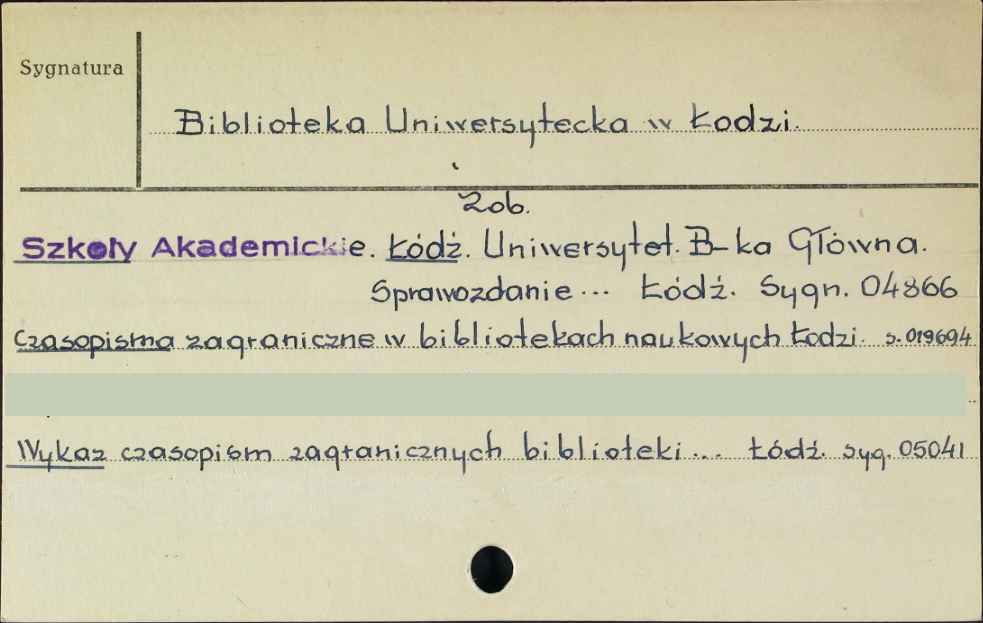 Sygnatura
Biblioteka Uniwersytecka w Łodzi.
Zob.
Szkoły Akademickie. Łódź. Uniwersytet. B-ka Główna.
Sprawozdanie... Łódź. Sygn. 04866
Czasopisma zagraniczne w bibliotekach naukowych Łodzi. s. 019694
Wykaz czasopism zagranicznych biblioteki... Łódź. syg. 05041